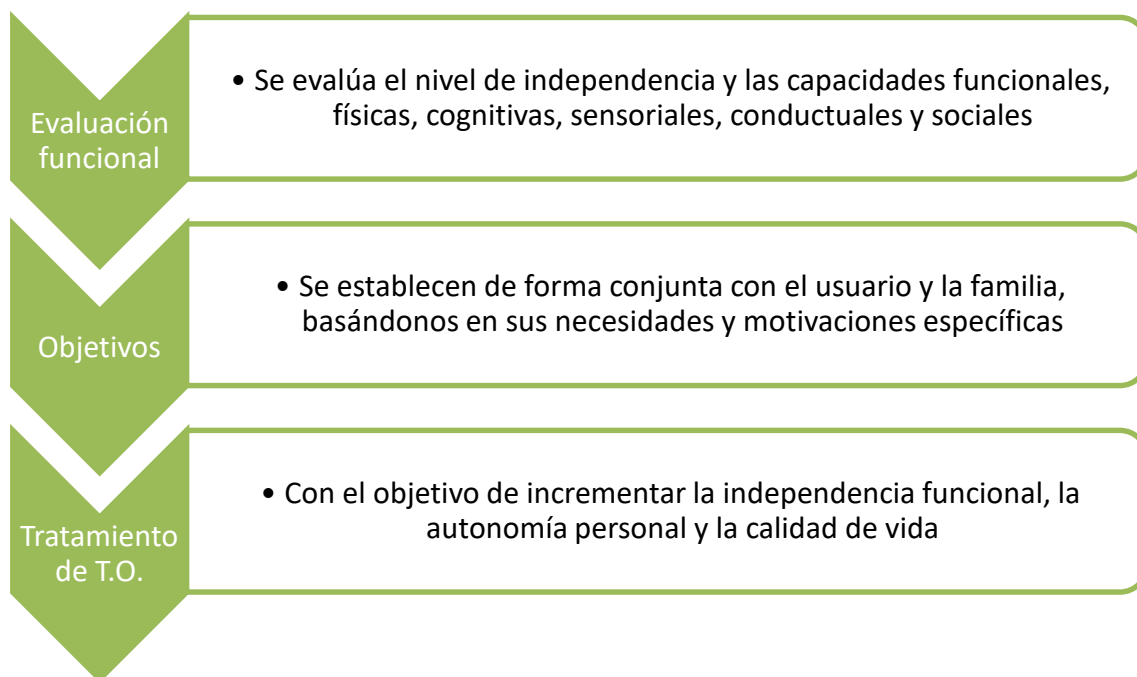 Evaluación
funcional
• Se evalúa el nivel de independencia y las capacidades funcionales,
físicas, cognitivas, sensoriales, conductuales y sociales
Objetivos
• Se establecen de forma conjunta con el usuario y la familia,
basándonos en sus necesidades y motivaciones específicas
Tratamiento
de T.O.
• Con el objetivo de incrementar la independencia funcional, la
autonomía personal y la calidad de vida